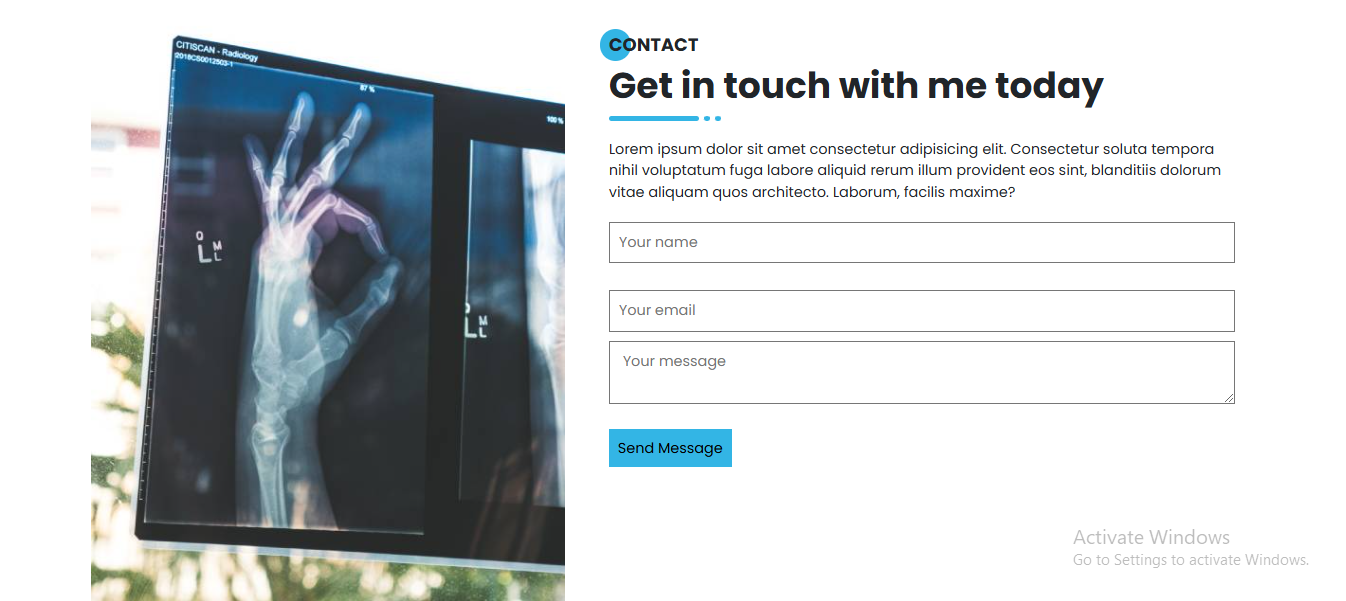 CITISCAN - Radiology
2018CS0012503-1
87 %
100 %
O
L M
L
O
L M
L
CONTACT
Get in touch with me today
Lorem ipsum dolor sit amet consectetur adipisicing elit. Consectetur soluta tempora
nihil voluptatum fuga labore aliquid rerum illum provident eos sint, blanditiis dolorum
vitae aliquam quos architecto. Laborum, facilis maxime?
Your name
Your email
Your message
Send Message
Activate Windows
Go to Settings to activate Windows.